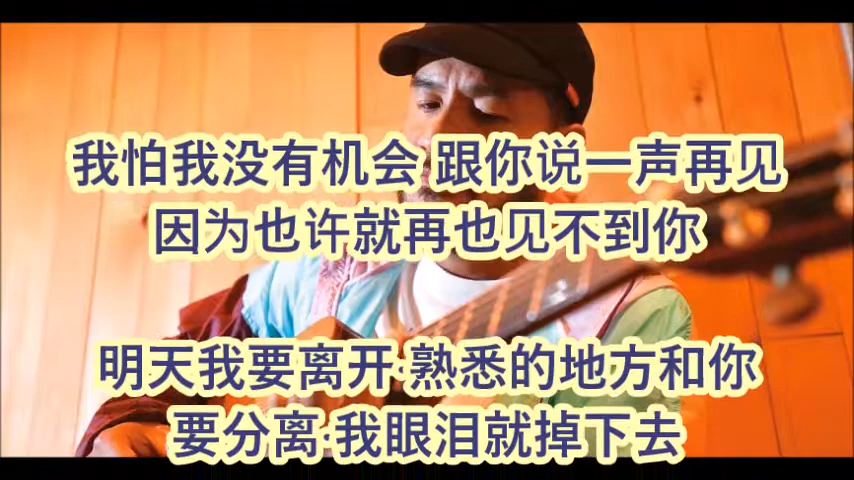 我怕我没有机会 跟你说一声再见
因为也许就再也见不到你
明天我要离开·熟悉的地方和你
要分离·我眼泪就掉下去